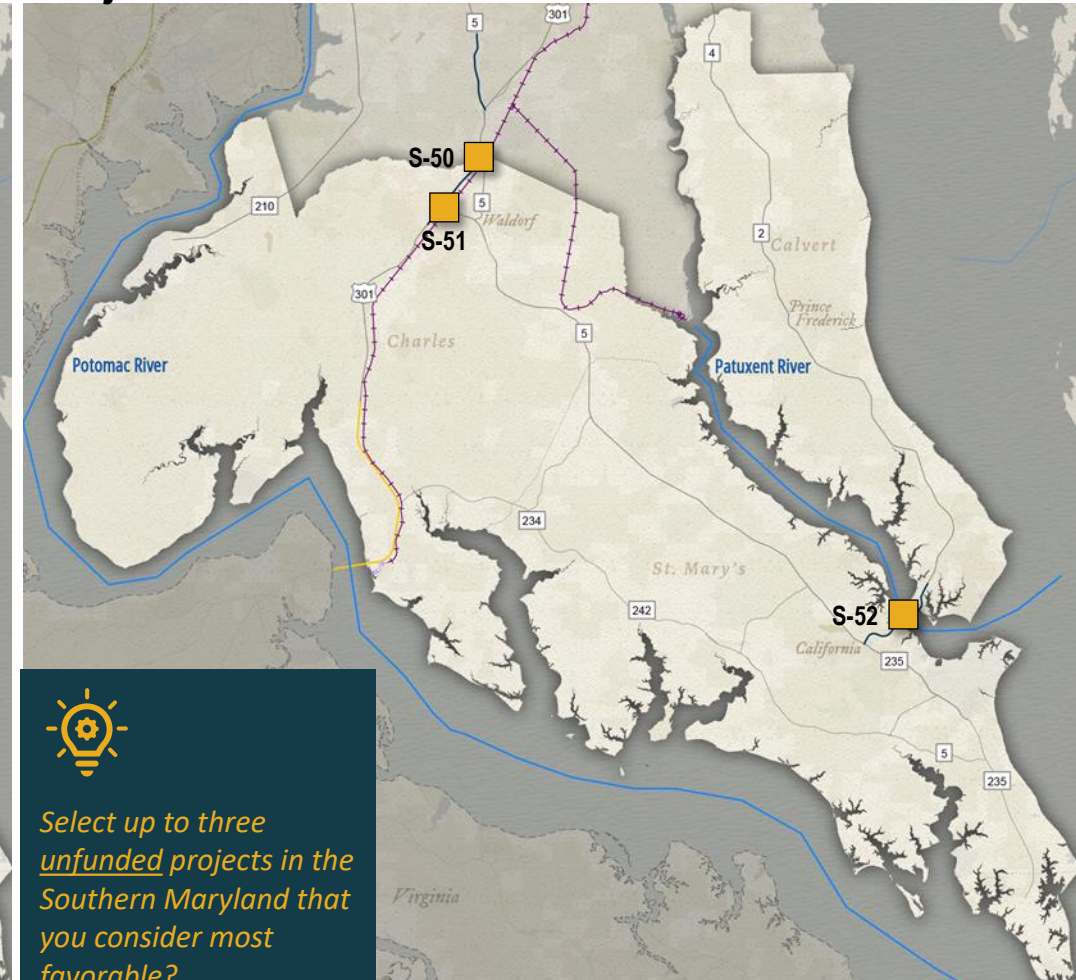 5
301
4
S-50
210
5
Waldorf
S-51
2
Calvert
301
Prince
Frederick
5
Charles
Potomac River
Patuxent River
234
St. Mary's
242
S-52
California
235
5
235
Select up to three
unfunded projects in the
Southern Maryland that
you consider most
favorable?
Virginia